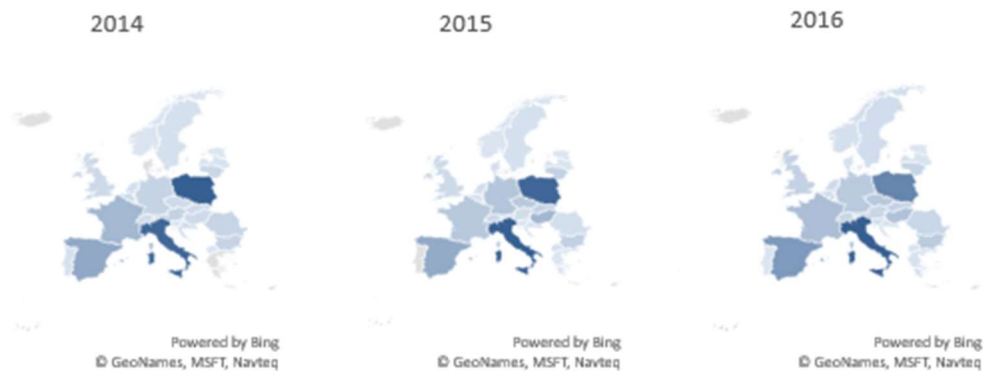 2014
2015
2016
Powered by Bing
© GeoNames, MSFT, Navteq
Powered by Bing
© GeoNames, MSFT, Navteq
Powered by Bing
© GeoNames, MSFT, Navteq